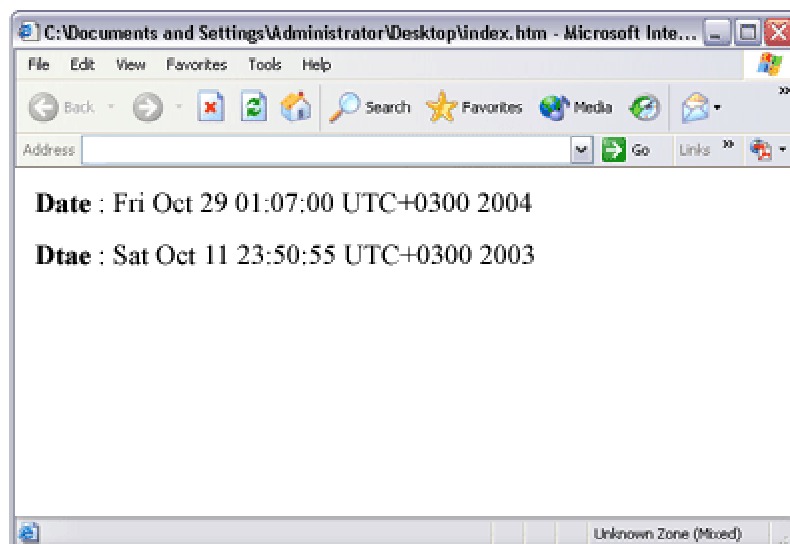 C:\Documents and Settings\Administrator\Desktop\index.htm - Microsoft Inte...
File Edit View Favorites Tools Help
Back Search Favorites Media
Address Go Links
Date : Fri Oct 29 01:07:00 UTC+0300 2004
Dtae : Sat Oct 11 23:50:55 UTC+0300 2003
Unknown Zone (Mixed)